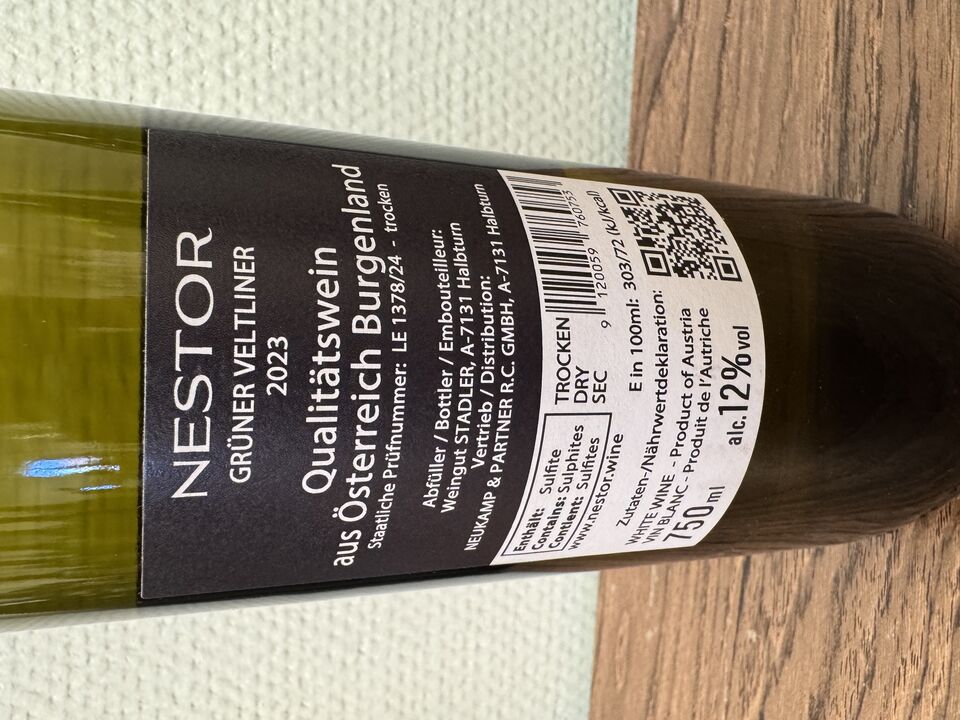 NESTOR
GRÜNER VELTLINER
2023
Qualitätswein
aus Österreich Burgenland
Staatliche Prüfnummer: LE 1378/24 - trocken
Abfüller / Bottler / Embouteilleur:
Weingut STADLER, A-7131 Halbturn
Vertrieb / Distribution:
NEUKAMP & PARTNER R.C. GMBH, A-7131 Halbturn
Enthält: Sulfite
Contains: Sulphites
Contient: Sulfites
www.nestor.wine
TROCKEN
DRY
SEC
9 120059 760753
E in 100ml: 303/72 (kJ/kcal)
Zutaten-/Nährwertdeklaration:
WHITE WINE - Product of Austria
VIN BLANC - Produit de l'Autriche
750 ml
alc.12% vol